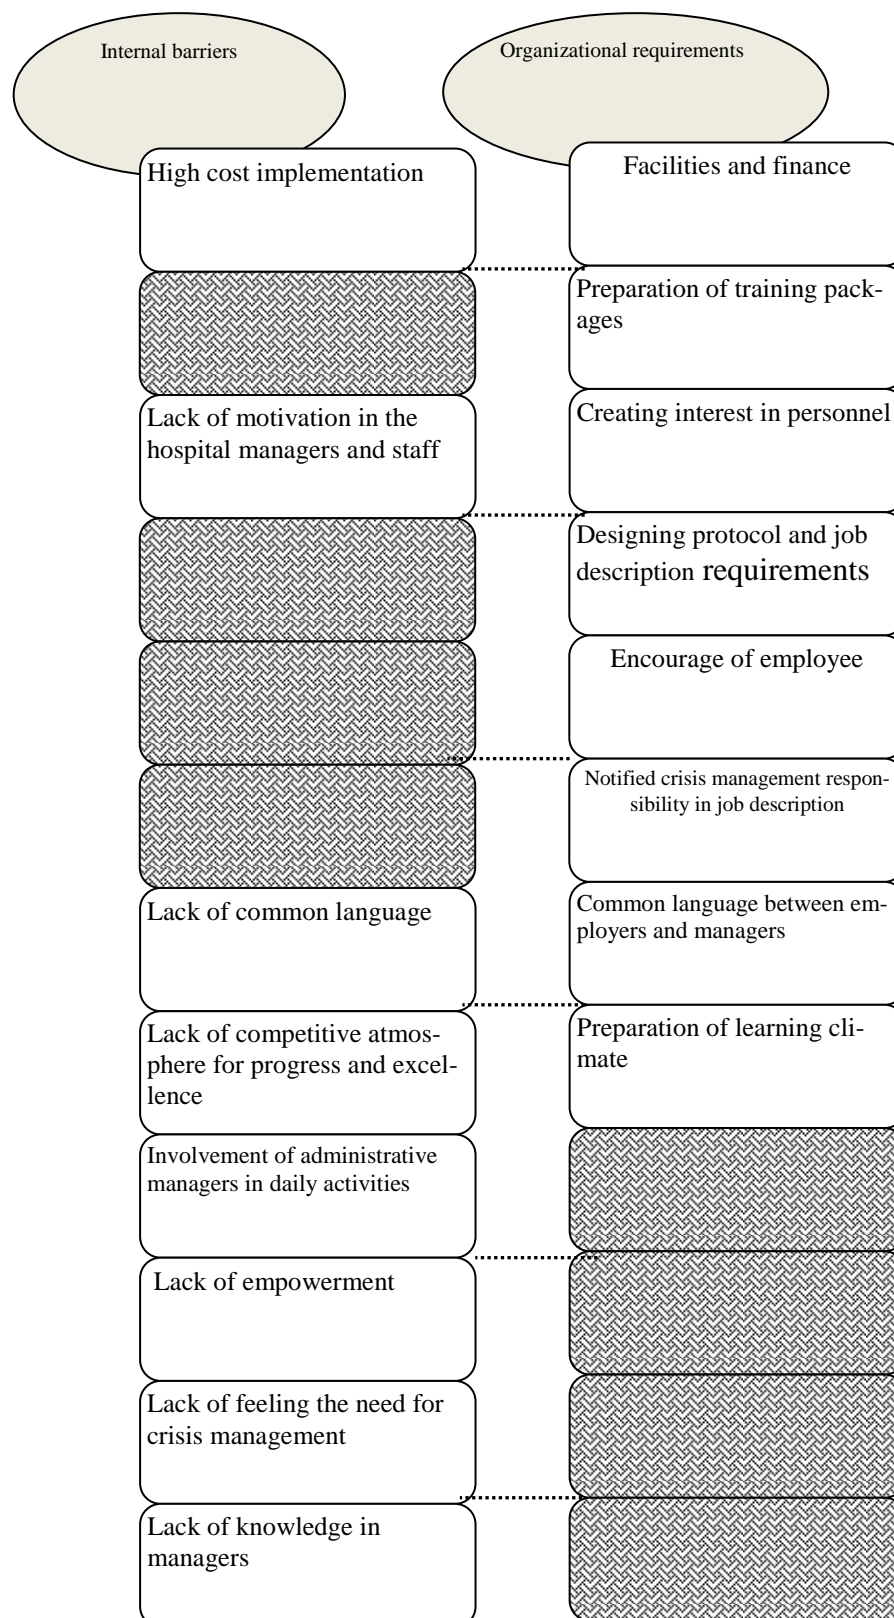 Internal barriers
High cost implementation
Lack of motivation in the
hospital managers and staff
Lack of common language
Lack of competitive atmos-
phere for progress and excel-
lence
Involvement of administrative
managers in daily activities
Lack of empowerment
Lack of feeling the need for
crisis management
Lack of knowledge in
managers
Organizational requirements
Facilities and finance
Preparation of training pack-
ages
Creating interest in personnel
Designing protocol and job
description requirements
Encourage of employee
Notified crisis management respon-
sibility in job description
Common language between em-
ployers and managers
Preparation of learning cli-
mate